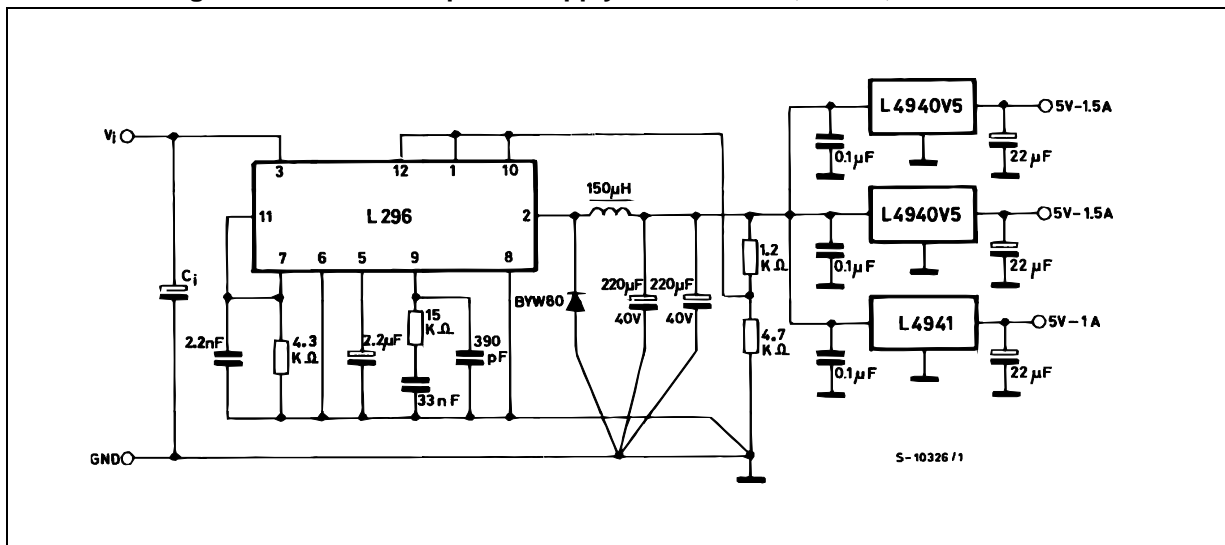 Vi
3
12
1
10
L296
11
2
7
6
5
9
8
Ci
2.2nF
4.3
KΩ
2.2µF
15
KΩ
390
pF
33nF
GND
150µH
BYW80
220µF
40V
220µF
40V
1.2
KΩ
4.7
KΩ
L4940V5
5V-1.5A
0.1µF
22µF
L4940V5
5V-1.5A
0.1µF
22µF
L4941
5V-1A
0.1µF
22µF
S-10326/1